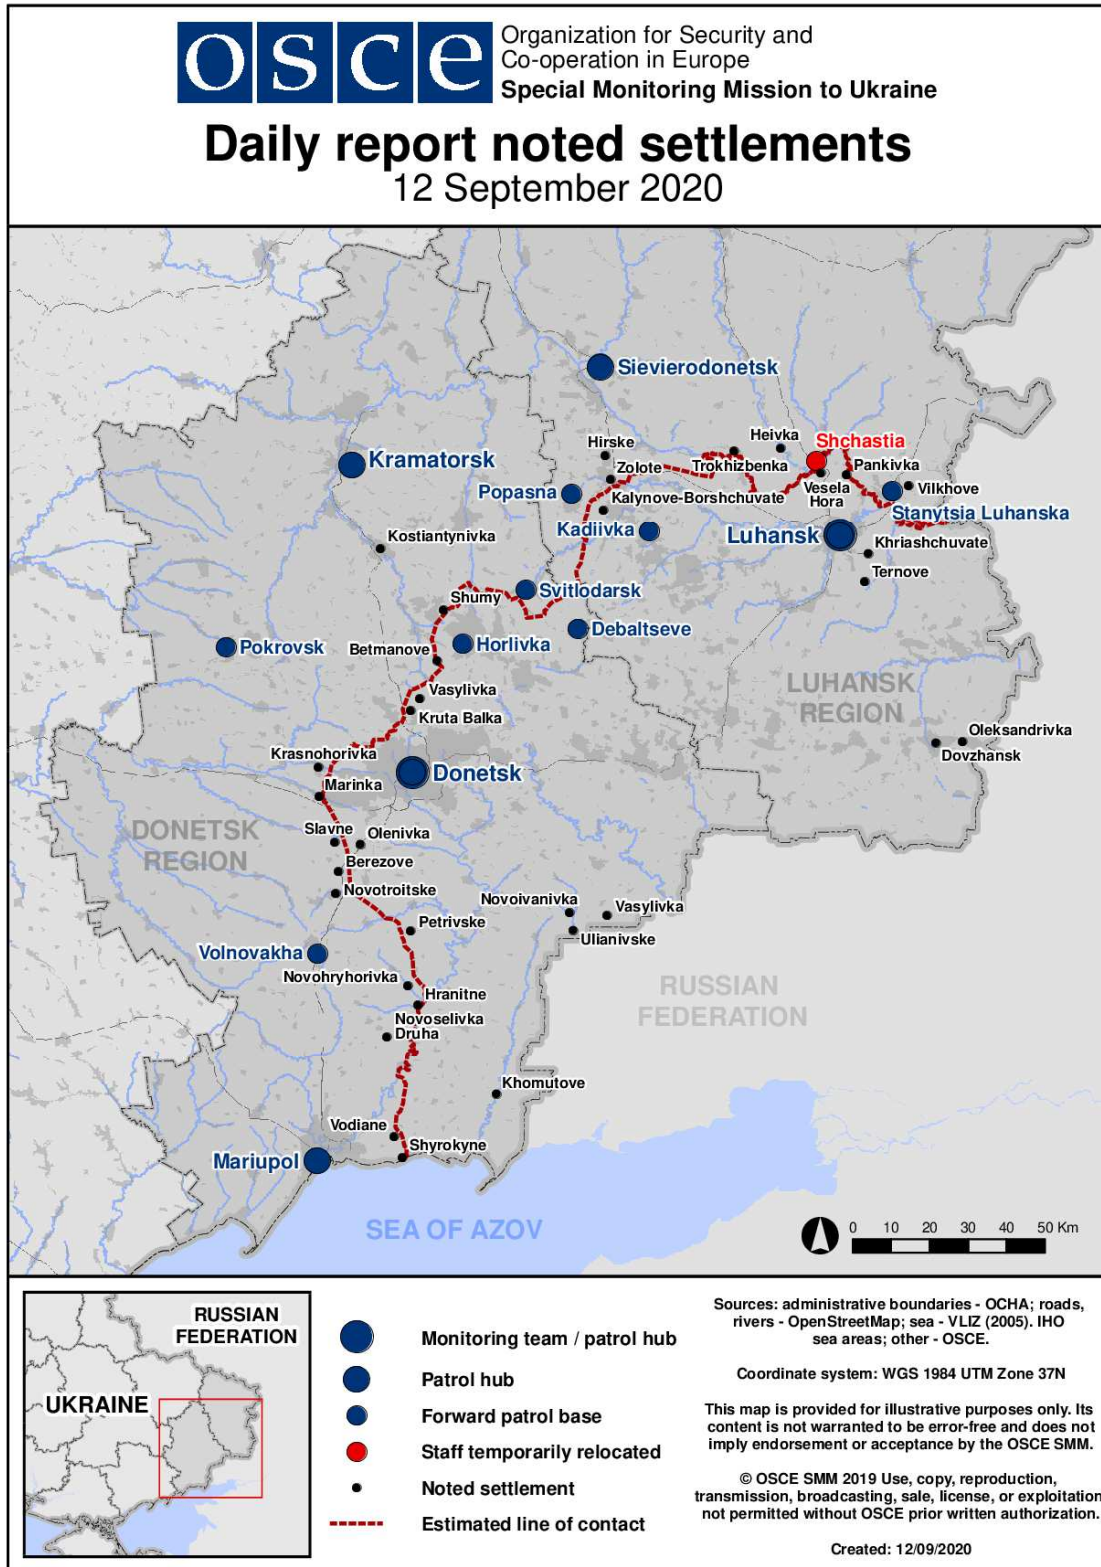 osce
Organization for Security and
Co-operation in Europe
Special Monitoring Mission to Ukraine
Daily report noted settlements
12 September 2020
Sievierodonetsk
Heivka
Shchastia
Hirske
Kramatorsk
Zolote
Trokhizbenka
Pankivka
Popasna
Kalynove-Borshchuvate
Vesela
Hora
Vilkhove
Stanytsia Luhanska
Kadiivka
Luhansk
Kostiantynivka
Khriashchuvate
Ternove
Svitlodarsk
Shumy
Debaltseve
Pokrovsk
Horlivka
Betmanove
LUHANSK
REGION
Vasylivka
Kruta Balka
Oleksandrivka
Dovzhansk
Krasnohorivka
Donetsk
Marinka
DONETSK
REGION
Slavne
Olenivka
Berezove
Novotroitske
Novoivanivka
Vasylivka
Petrivske
Ulianivske
Volnovakha
Novohryhorivka
Hranitne
RUSSIAN
FEDERATION
Novoselivka
Druha
Khomutove
Vodiane
Shyrokyne
Mariupol
SEA OF AZOV
0 10 20 30 40 50 Km
RUSSIAN
FEDERATION
UKRAINE
Monitoring team / patrol hub
Patrol hub
Forward patrol base
Staff temporarily relocated
Noted settlement
Estimated line of contact
Sources: administrative boundaries - OCHA; roads,
rivers - OpenStreetMap; sea - VLIZ (2005). IHO
sea areas; other - OSCE.
Coordinate system: WGS 1984 UTM Zone 37N
This map is provided for illustrative purposes only. Its
content is not warranted to be error-free and does not
imply endorsement or acceptance by the OSCE SMM.
© OSCE SMM 2019 Use, copy, reproduction,
transmission, broadcasting, sale, license, or exploitation
not permitted without OSCE prior written authorization.
Created: 12/09/2020